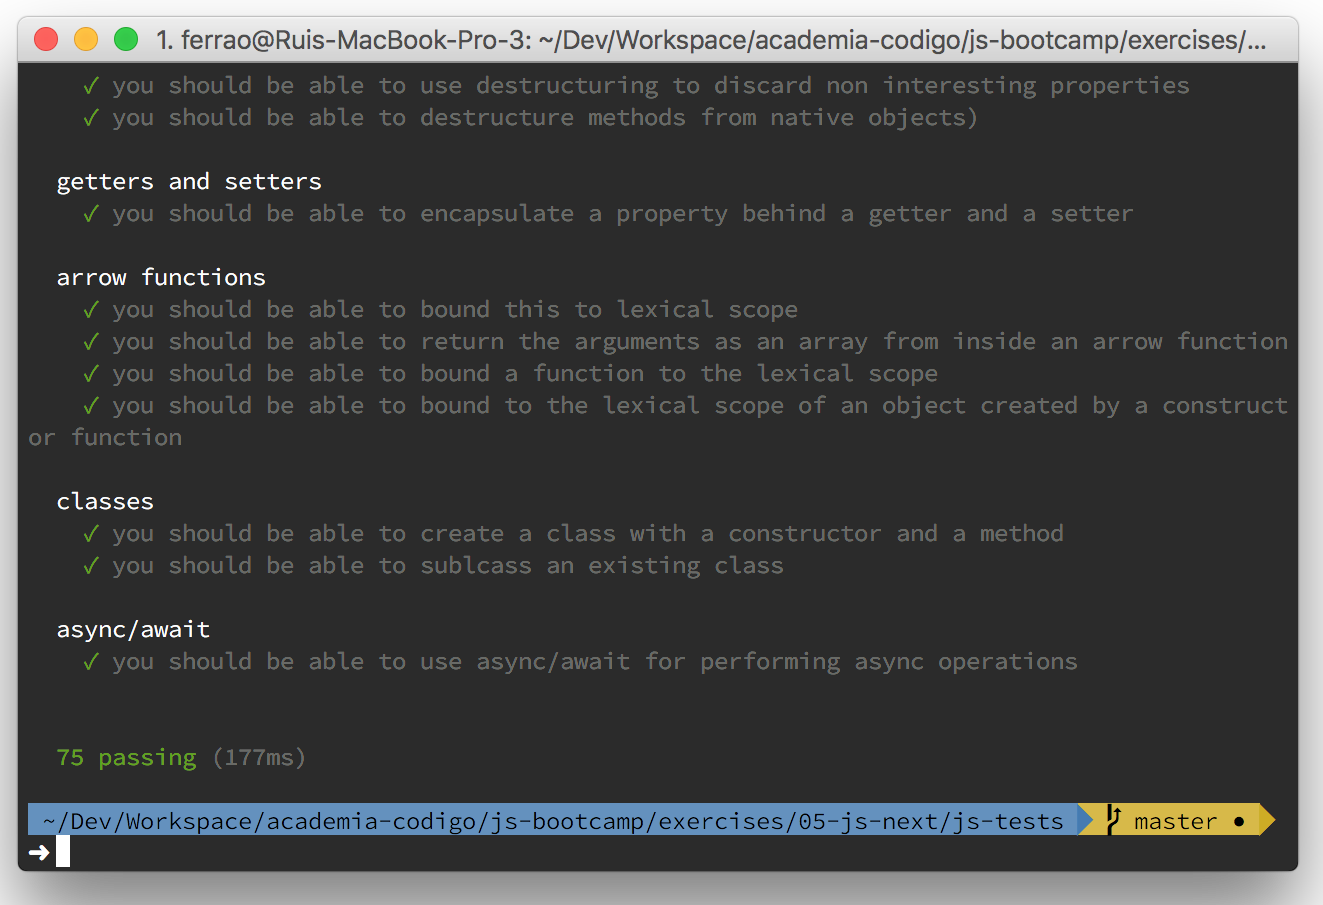 1. ferrao@Ruis-MacBook-Pro-3: ~/Dev/Workspace/academia-codigo/js-bootcamp/exercises/...
✓ you should be able to use destructuring to discard non interesting properties
✓ you should be able to destructure methods from native objects)
getters and setters
✓ you should be able to encapsulate a property behind a getter and a setter
arrow functions
✓ you should be able to bound this to lexical scope
✓ you should be able to return the arguments as an array from inside an arrow function
✓ you should be able to bound a function to the lexical scope
✓ you should be able to bound to the lexical scope of an object created by a construct
or function
classes
✓ you should be able to create a class with a constructor and a method
✓ you should be able to sublcass an existing class
async/await
✓ you should be able to use async/await for performing async operations
75 passing (177ms)
~/Dev/Workspace/academia-codigo/js-bootcamp/exercises/05-js-next/js-tests master ●
➜